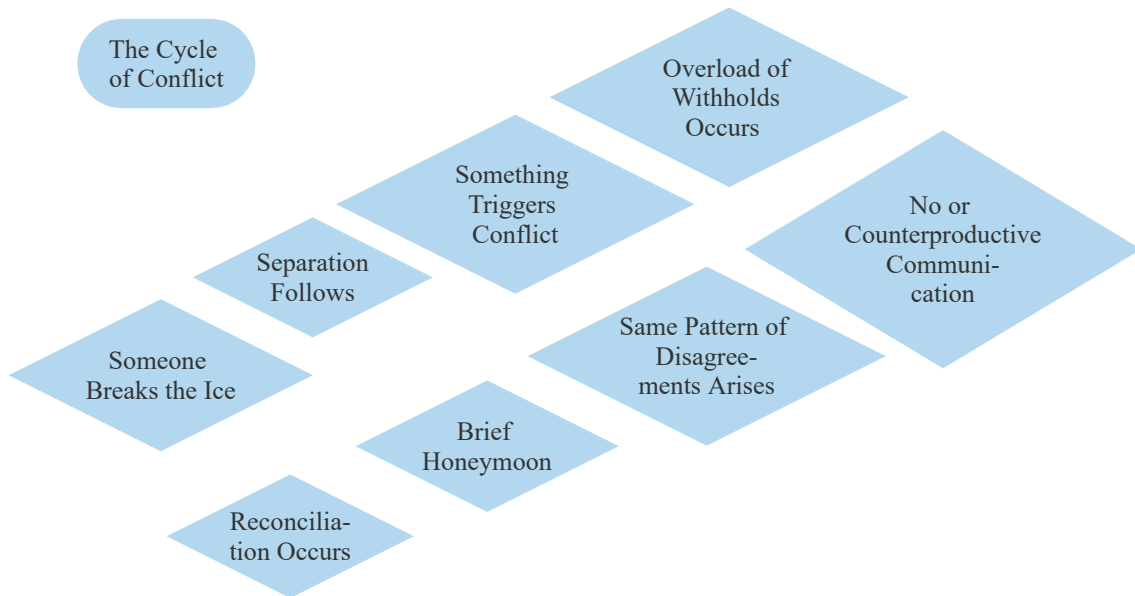 The Cycle
of Conflict
Overload of
Withholds
Occurs
Something
Triggers
Conflict
No or
Counterproductive
Communi-
cation
Separation
Follows
Same Pattern of
Disagree-
ments Arises
Someone
Breaks the Ice
Brief
Honeymoon
Reconcilia-
tion Occurs